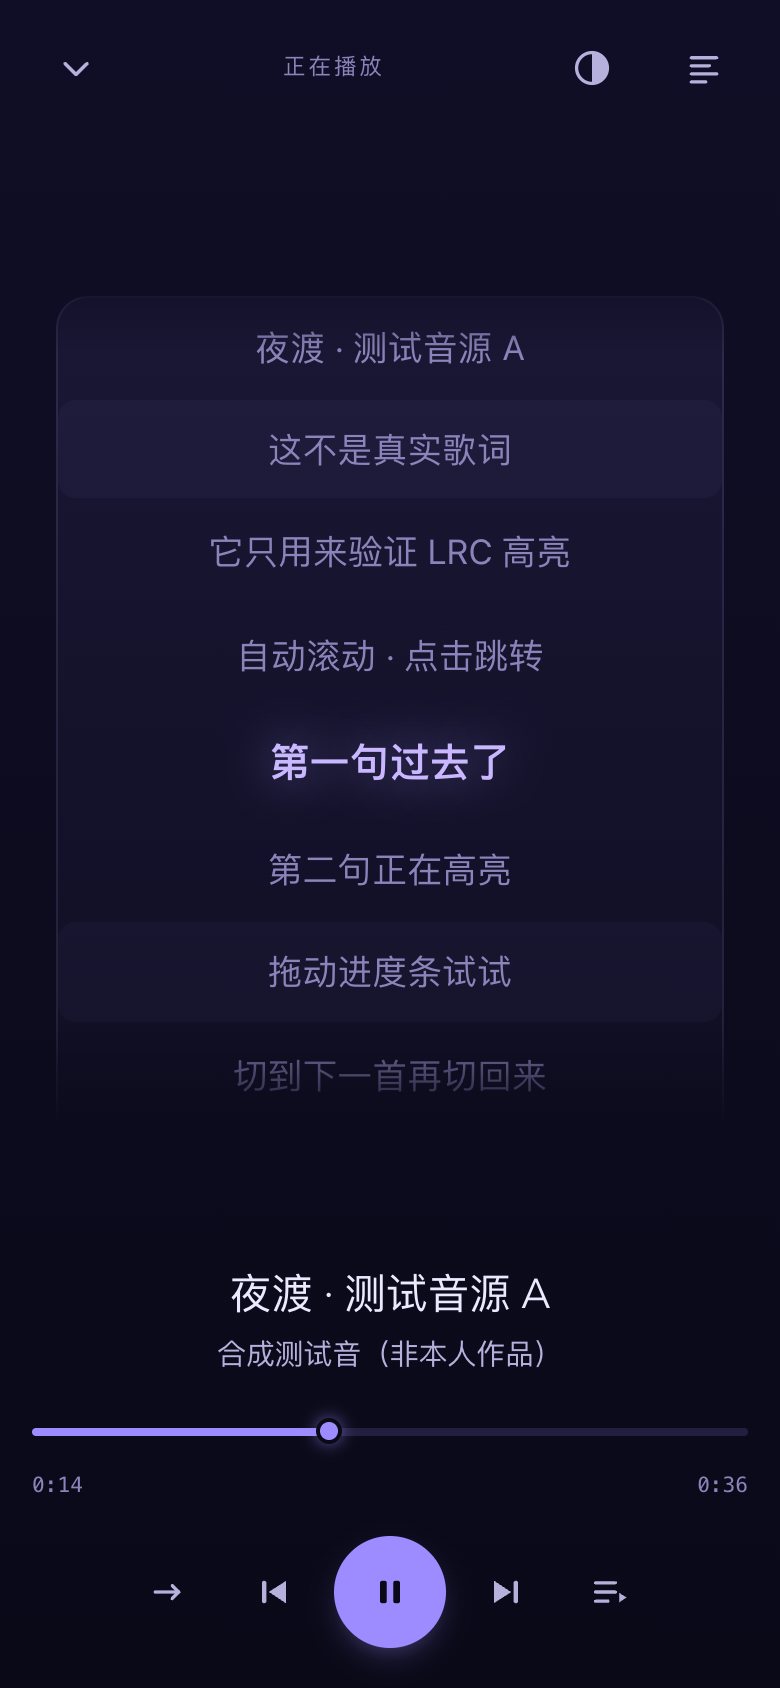 正在播放
夜渡 · 测试音源 A
这不是真实歌词
它只用来验证 LRC 高亮
自动滚动 · 点击跳转
第一句过去了
第二句正在高亮
拖动进度条试试
切到下一首再切回来
夜渡 · 测试音源 A
合成测试音（非本人作品）
0:14
0:36